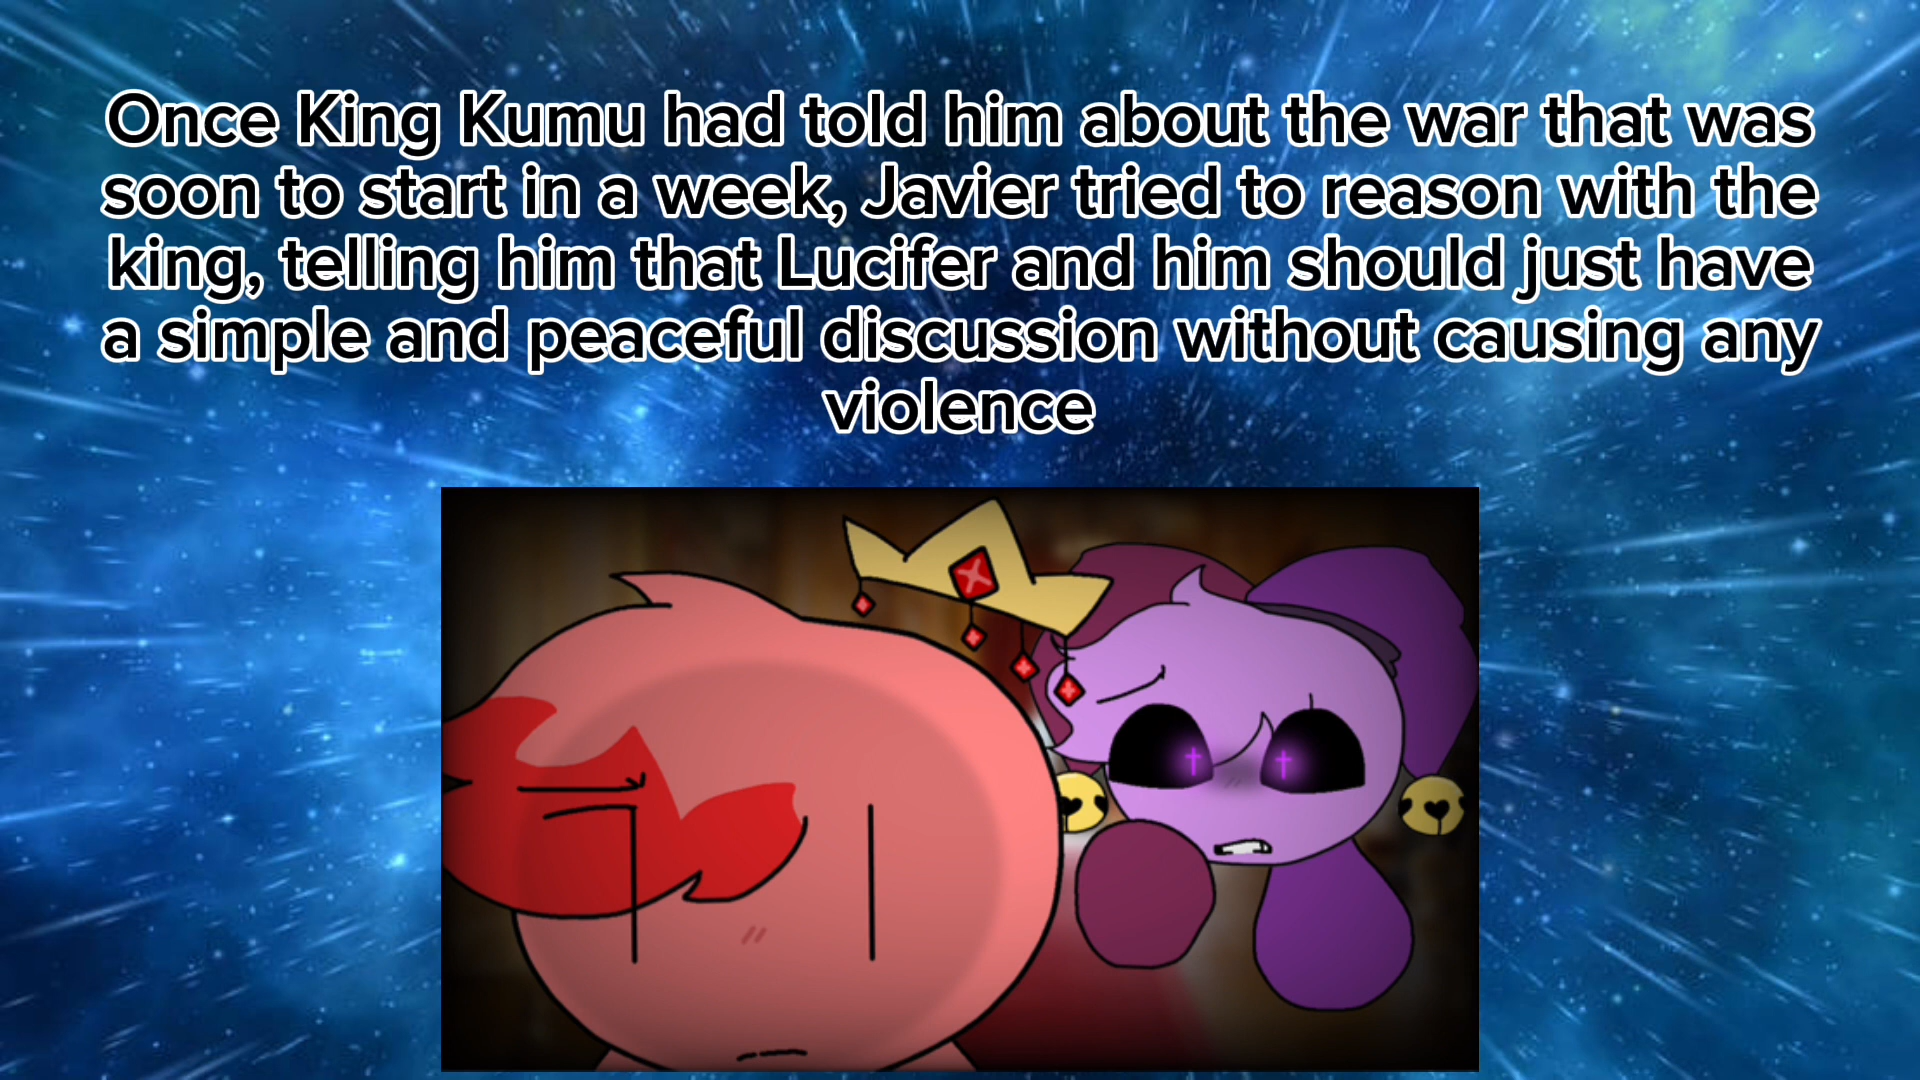 Once King Kumu had told him about the war that was
soon to start in a week, Javier tried to reason with the
king, telling him that Lucifer and him should just have
a simple and peaceful discussion without causing any
violence